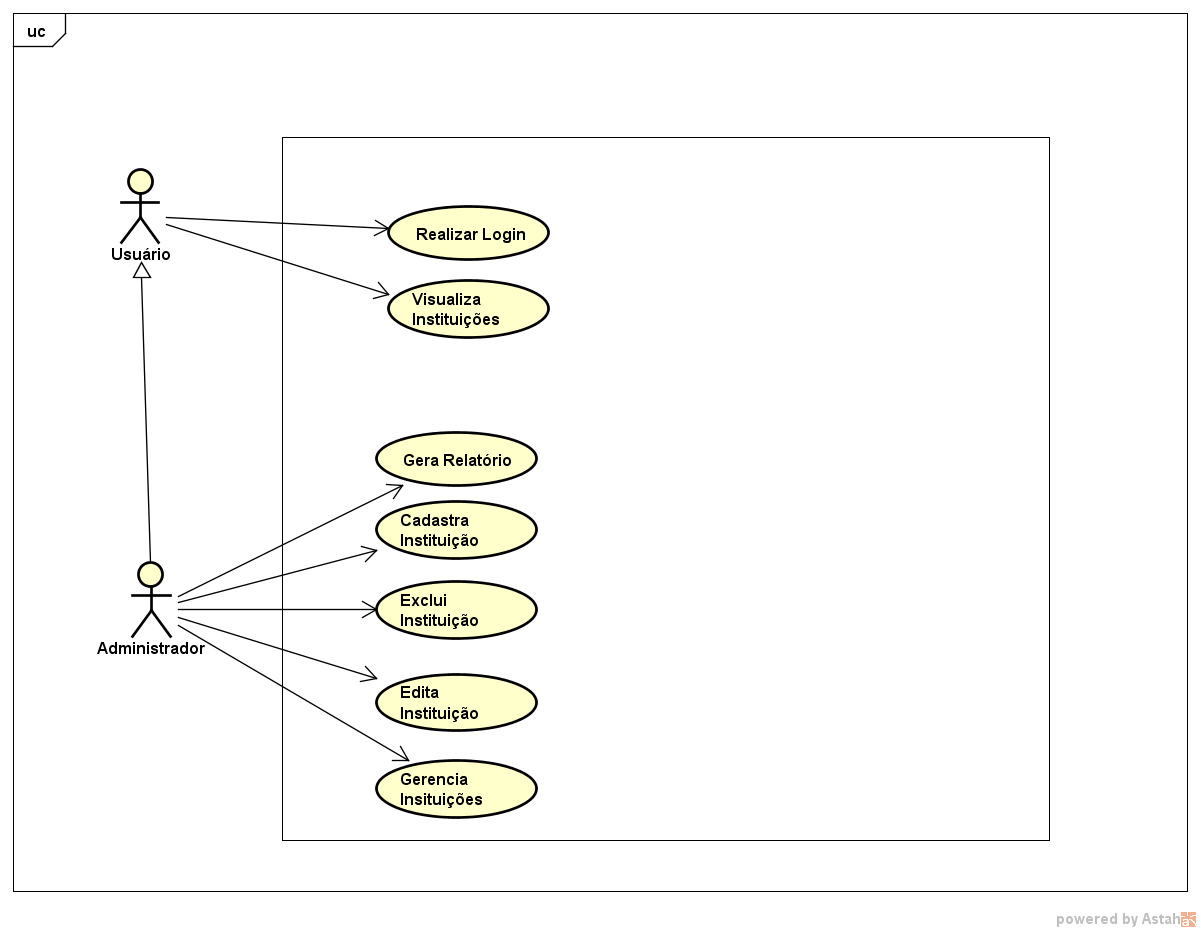 uc
Usuário
Realizar Login
Visualiza
Instituições
Gera Relatório
Cadastra
Instituição
Exclui
Instituição
Administrador
Edita
Instituição
Gerencia
Insituições
powered by Astah